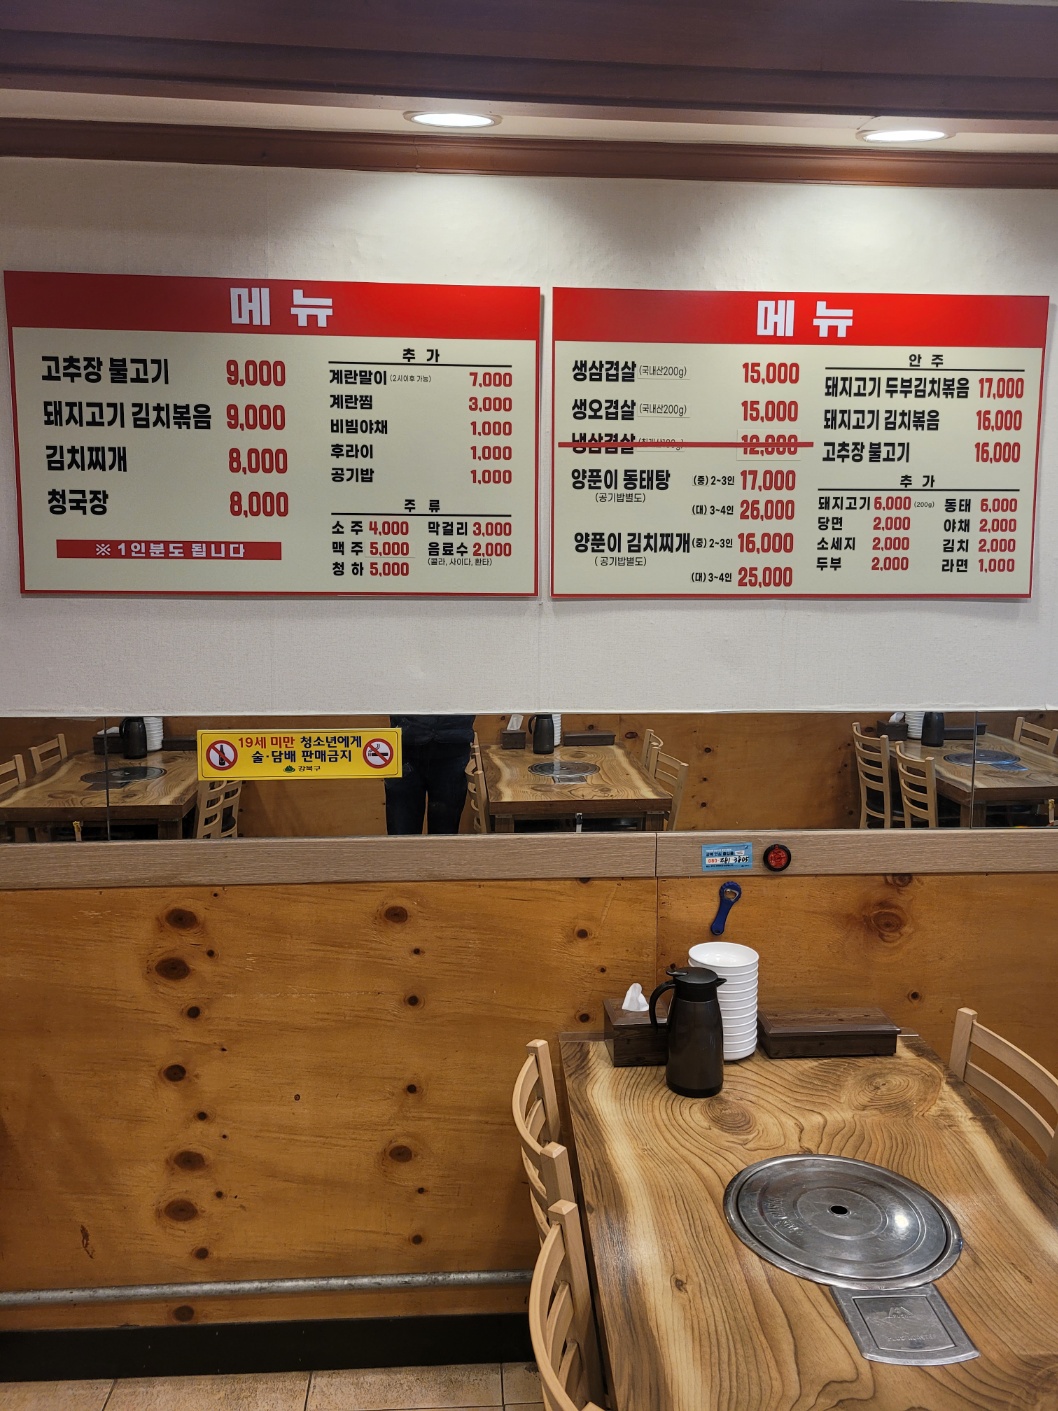 메뉴
고추장 불고기 9,000
돼지고기 김치볶음 9,000
김치찌개 8,000
청국장 8,000
※ 1인분도 됩니다
추 가
계란말이 (2시이후 가능) 7,000
계란찜 3,000
비빔야채 1,000
후라이 1,000
공기밥 1,000
주 류
소 주 4,000 막걸리 3,000
맥 주 5,000 음료수 2,000
(콜라, 사이다, 환타)
청 하 5,000
메뉴
생삼겹살 (국내산200g) 15,000
생오겹살 (국내산200g) 15,000
냉삼겹살 12,000
양푼이 동태탕 (중) 2~3인 17,000
(공기밥별도)
(대) 3~4인 26,000
양푼이 김치찌개 (중) 2~3인 16,000
(공기밥별도)
(대) 3~4인 25,000
안 주
돼지고기 두부김치볶음 17,000
돼지고기 김치볶음 16,000
고추장 불고기 16,000
추 가
돼지고기 6,000 (200g) 동태 6,000
당면 2,000 야채 2,000
소세지 2,000 김치 2,000
두부 2,000 라면 1,000
19세 미만 청소년에게
술·담배 판매금지
강북구